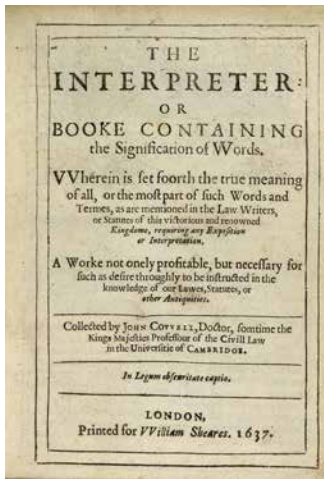 THE
INTERPRETER:
OR
BOOKE CONTAINING
the Signification of Words.
VVherein is set foorth the true meaning
of all, or the most part of such Words and
Termes, as are mentioned in the Law Writers,
or Statutes of this victorious and renowned
Kingdome, requiring any Exposition
or Interpretation.
A Worke not onely profitable, but necessary for
such as desire throughly to be instructed in the
knowledge of our Lawes, Statutes, or
other Antiquities.
Collected by JOHN COVVELL, Doctor, somtime the
Kings Majesties Professour of the Civill Law
in the Universitie of CAMBRIDGE.
In Legum obscuritate captio.
LONDON,
Printed for VVilliam Sheares. 1637.